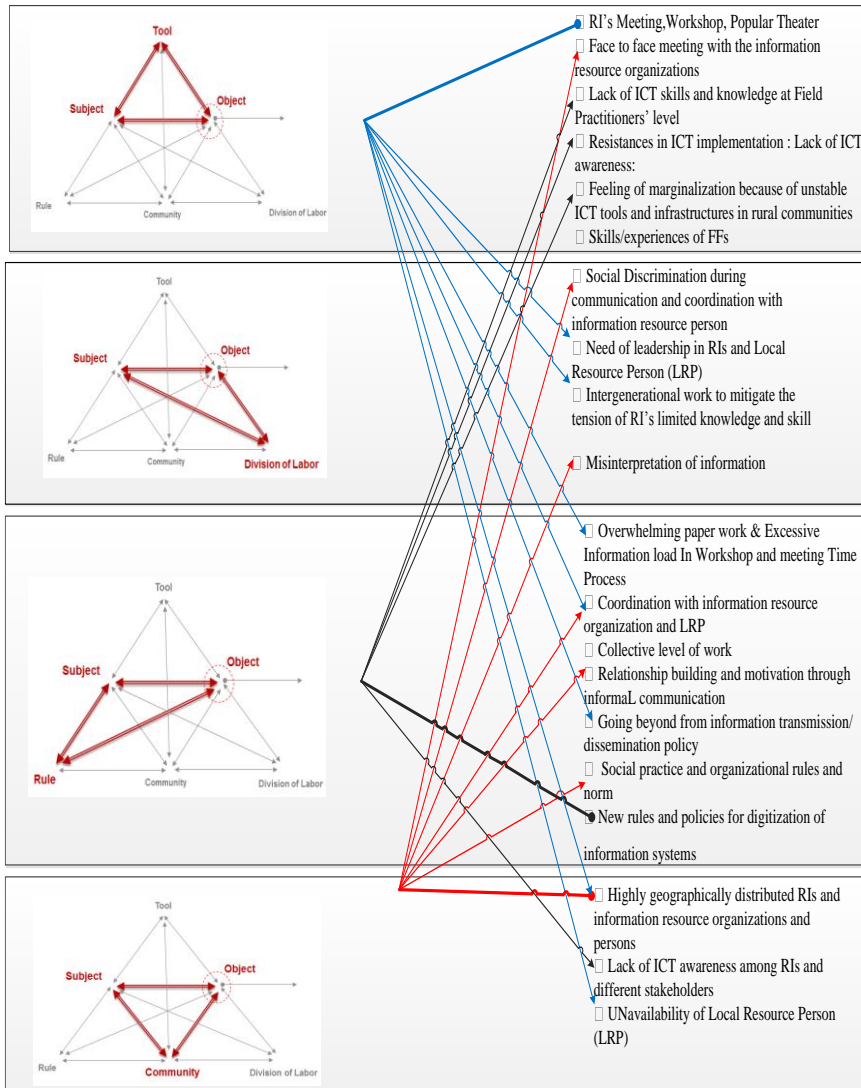 Tool
Subject
Object
Rule
Community
Division of Labor
RI's Meeting,Workshop, Popular Theater
Face to face meeting with the information
resource organizations
Lack of ICT skills and knowledge at Field
Practitioners' level
Resistances in ICT implementation : Lack of ICT
awareness:
Feeling of marginalization because of unstable
ICT tools and infrastructures in rural communities
Skills/experiences of FFs
Tool
Subject
Object
Rule
Community
Division of Labor
Social Discrimination during
communication and coordination with
information resource person
Need of leadership in RIs and Local
Resource Person (LRP)
Intergenerational work to mitigate the
tension of RI's limited knowledge and skill
Misinterpretation of information
Tool
Subject
Object
Rule
Community
Division of Labor
Overwhelming paper work & Excessive
Information load In Workshop and meeting Time
Process
Coordination with information resource
organization and LRP
Collective level of work
Relationship building and motivation through
informaL communication
Going beyond from information transmission/
dissemination policy
Social practice and organizational rules and
norm
New rules and policies for digitization of
information systems
Tool
Subject
Object
Rule
Community
Division of Labor
Highly geographically distributed RIs and
information resource organizations and
persons
Lack of ICT awareness among RIs and
different stakeholders
UNavailability of Local Resource Person
(LRP)